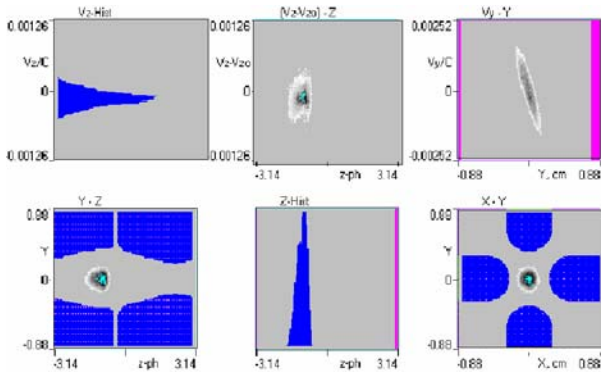 Vz-Hist
0.00126
Vz/C
0
0.00126
(Vz-Vzo) - Z
0.00126
Vz-Vzo
0
0.00126
-3.14 z-ph 3.14
Vy - Y
0.00252
Vy/C
0
-0.00252
-0.88 Y, cm 0.88
Y - Z
0.88
Y
0
-0.88
-3.14 z-ph 3.14
Z-Hist
-3.14 z-ph 3.14
X - Y
0.88
Y
0
-0.88
-0.88 X, cm 0.88